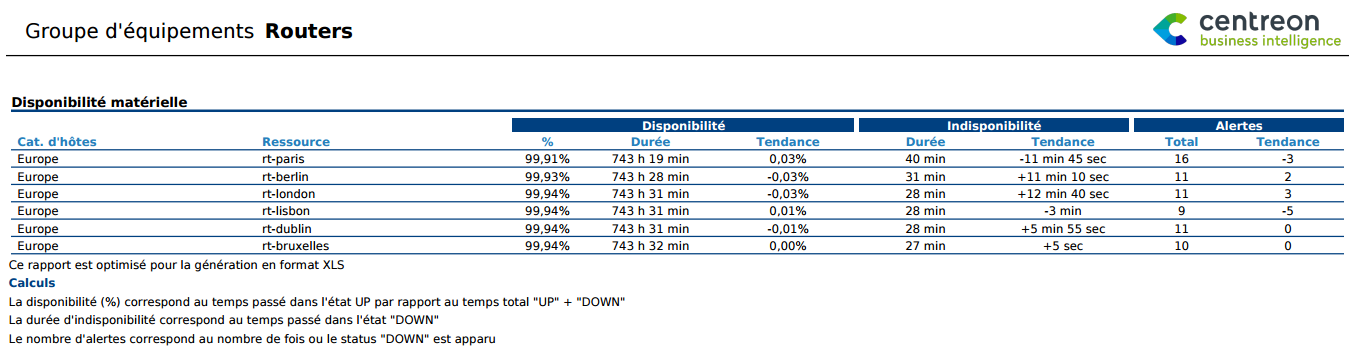 Groupe d'équipements Routers
centreon
business intelligence
Disponibilité matérielle
Disponibilité Indisponibilité Alertes
Cat. d'hôtes Ressource % Durée Tendance Durée Tendance Total Tendance
Europe rt-paris 99,91% 743 h 19 min 0,03% 40 min -11 min 45 sec 16 -3
Europe rt-berlin 99,93% 743 h 28 min -0,03% 31 min +11 min 10 sec 11 2
Europe rt-london 99,94% 743 h 31 min -0,03% 28 min +12 min 40 sec 11 3
Europe rt-lisbon 99,94% 743 h 31 min 0,01% 28 min -3 min 9 -5
Europe rt-dublin 99,94% 743 h 31 min -0,01% 28 min +5 min 55 sec 11 0
Europe rt-bruxelles 99,94% 743 h 32 min 0,00% 27 min +5 sec 10 0
Ce rapport est optimisé pour la génération en format XLS
Calculs
La disponibilité (%) correspond au temps passé dans l'état UP par rapport au temps total "UP" + "DOWN"
La durée d'indisponibilité correspond au temps passé dans l'état "DOWN"
Le nombre d'alertes correspond au nombre de fois ou le status "DOWN" est apparu